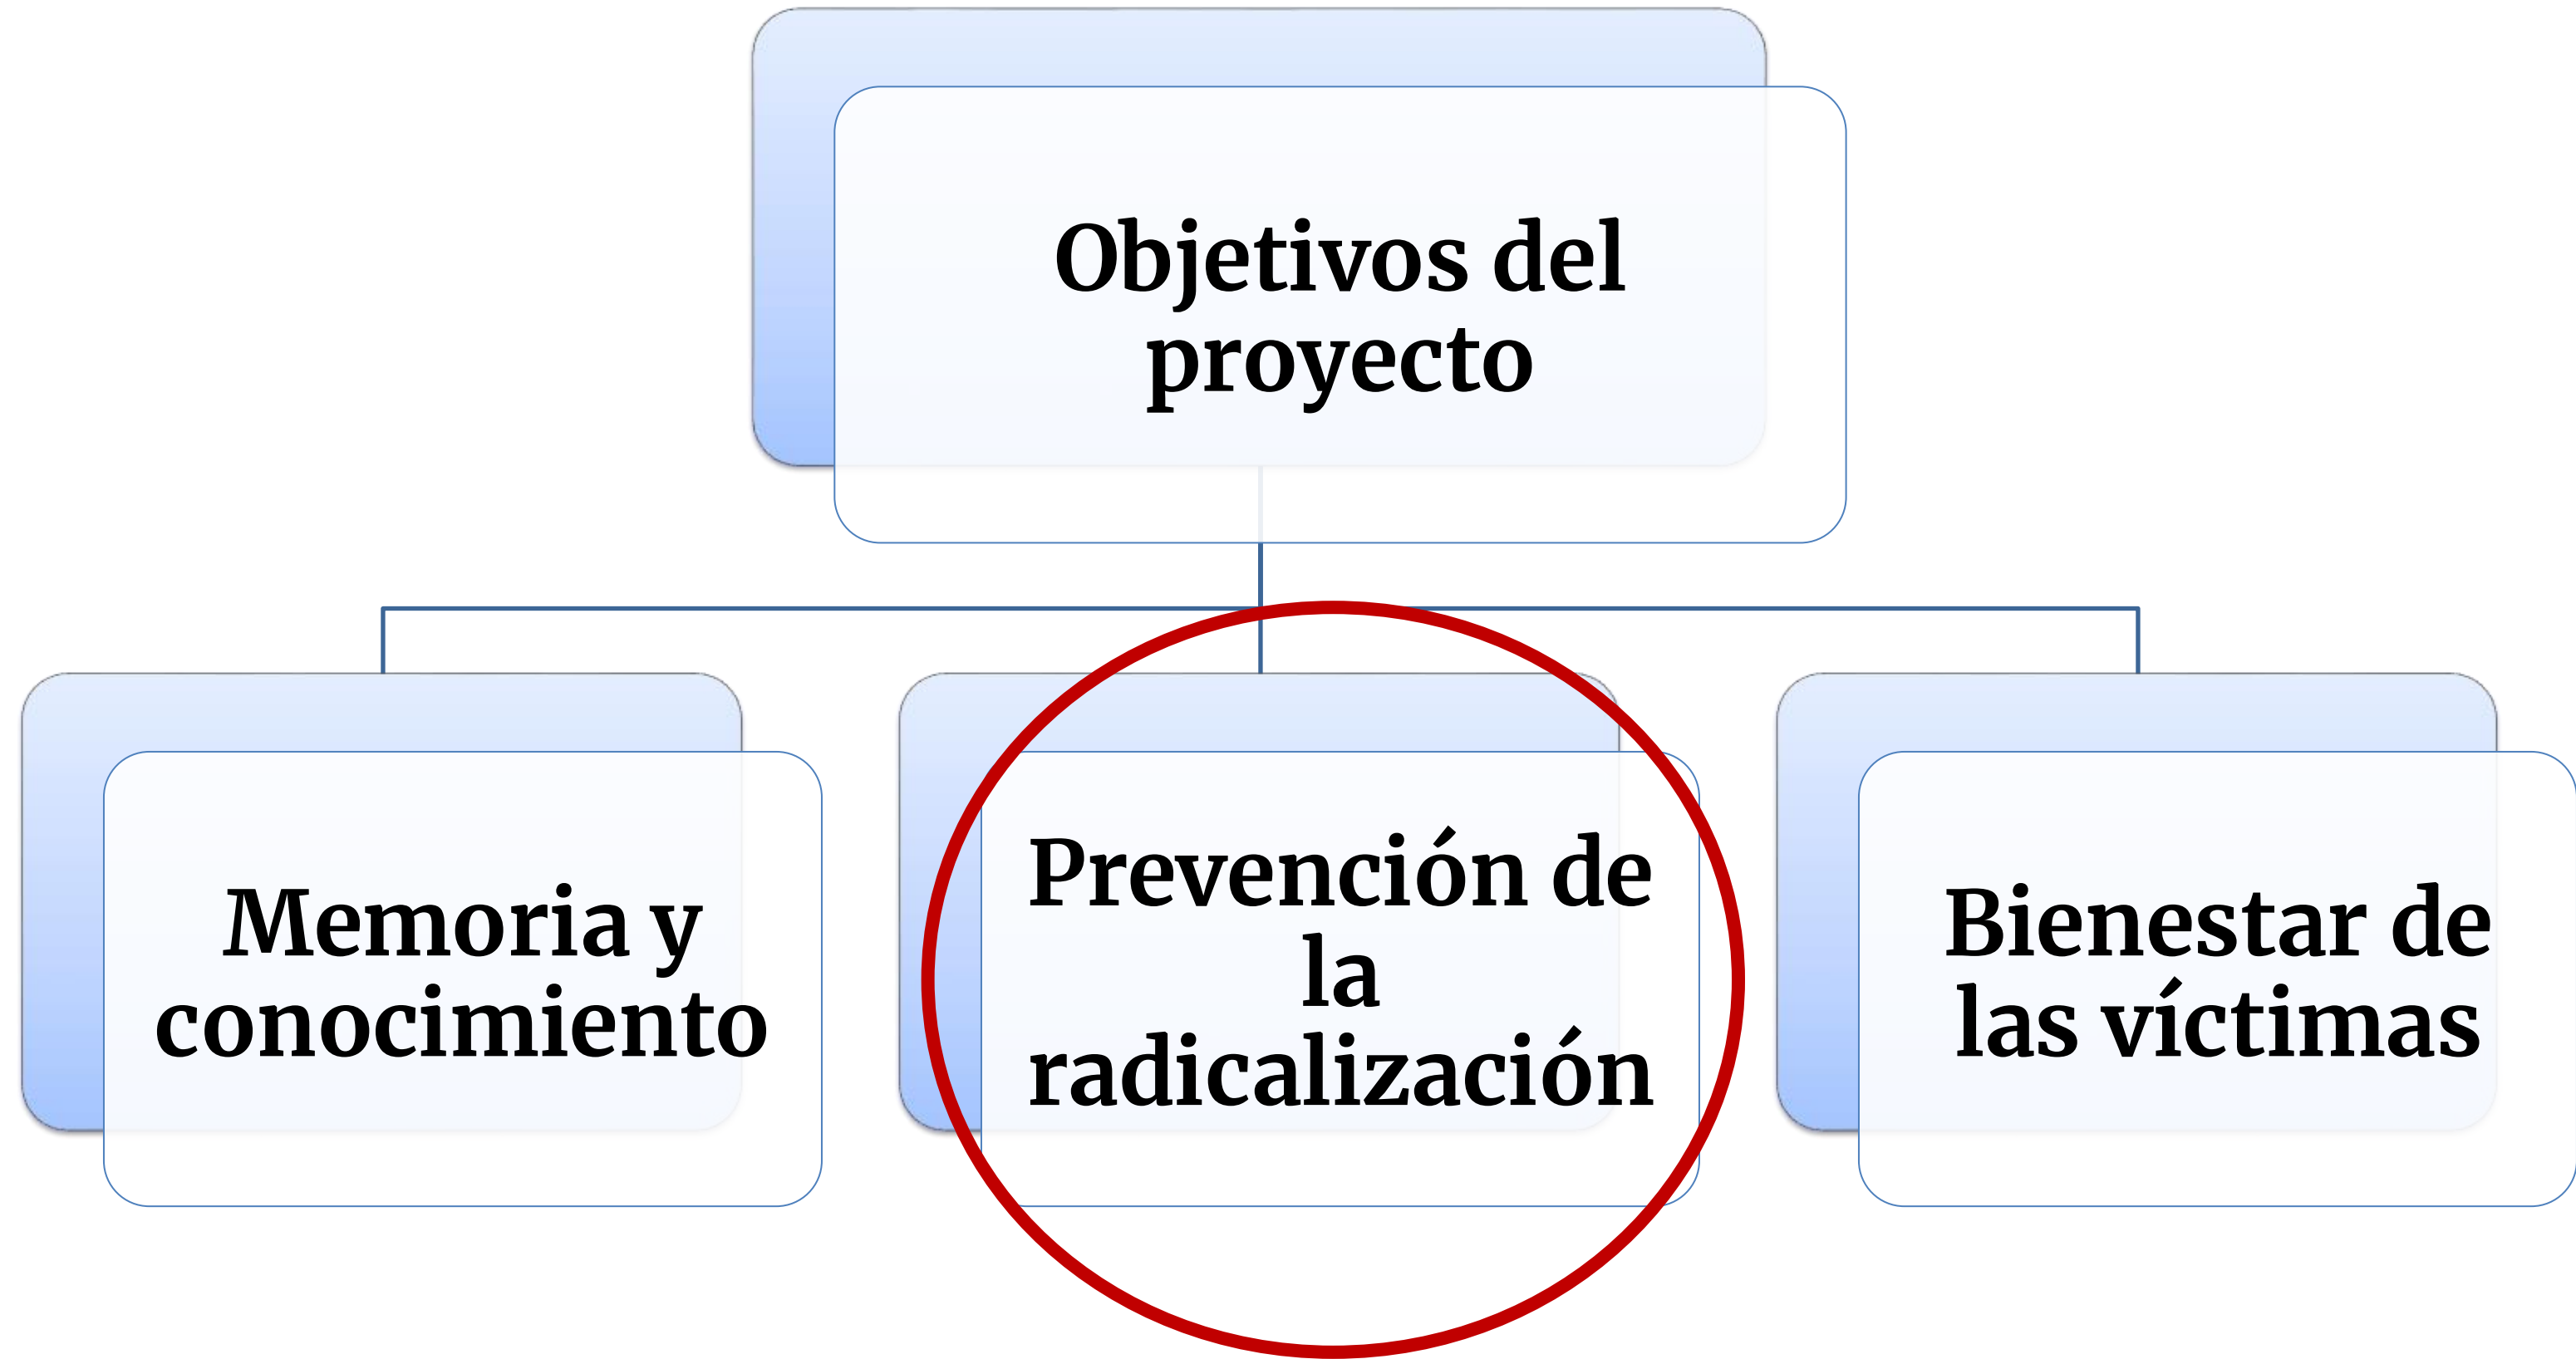 Objetivos del
proyecto
Memoria y
conocimiento
Prevención de
la
radicalización
Bienestar de
las víctimas